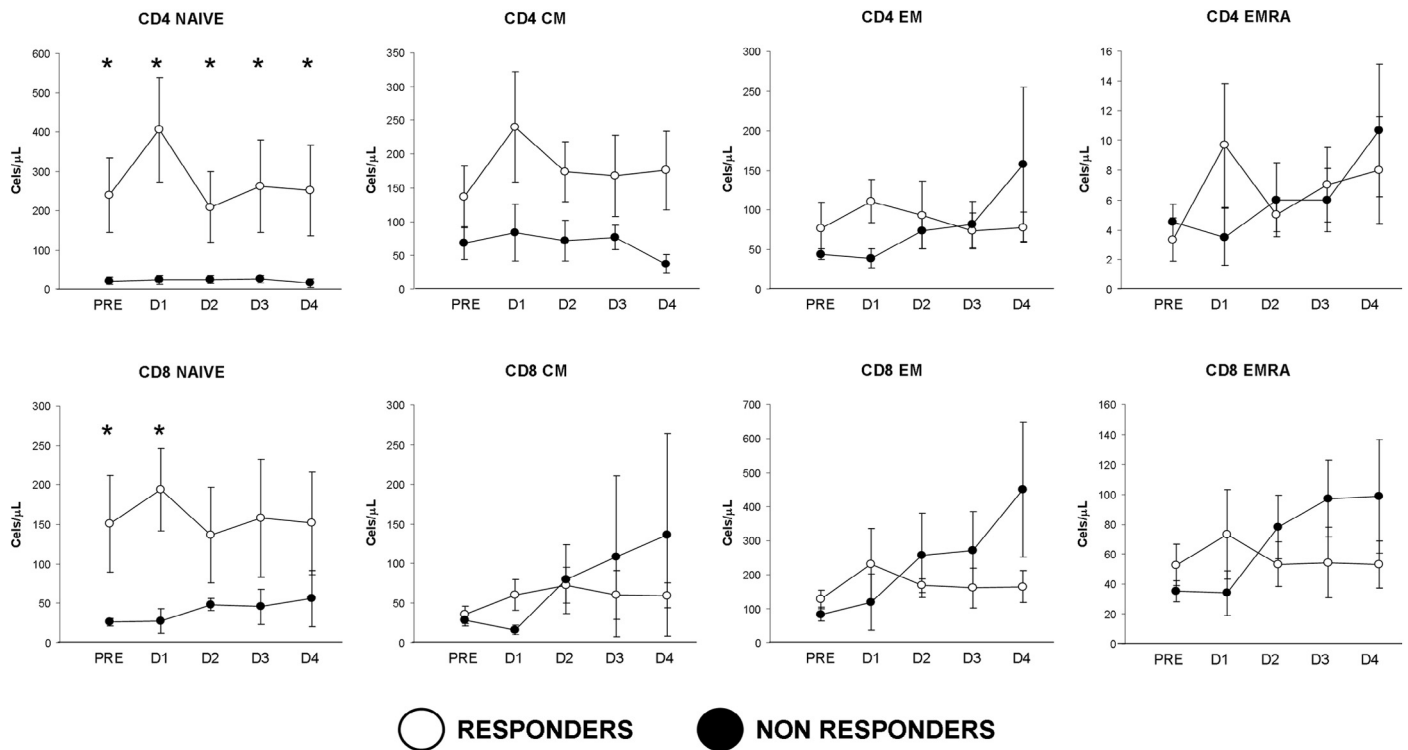 CD4 NAIVE
600
500
400
300
200
100
0
Cels/µL
* * * * *
PRE D1 D2 D3 D4
CD4 CM
350
300
250
200
150
100
50
0
Cels/µL
PRE D1 D2 D3 D4
CD4 EM
300
250
200
150
100
50
0
Cels/µL
PRE D1 D2 D3 D4
CD4 EMRA
16
14
12
10
8
6
4
2
0
Cels/µL
PRE D1 D2 D3 D4
CD8 NAIVE
300
250
200
150
100
50
0
Cels/µL
* *
PRE D1 D2 D3 D4
CD8 CM
300
250
200
150
100
50
0
Cels/µL
PRE D1 D2 D3 D4
CD8 EM
700
600
500
400
300
200
100
0
Cels/µL
PRE D1 D2 D3 D4
CD8 EMRA
160
140
120
100
80
60
40
20
0
Cels/µL
PRE D1 D2 D3 D4
RESPONDERS NON RESPONDERS